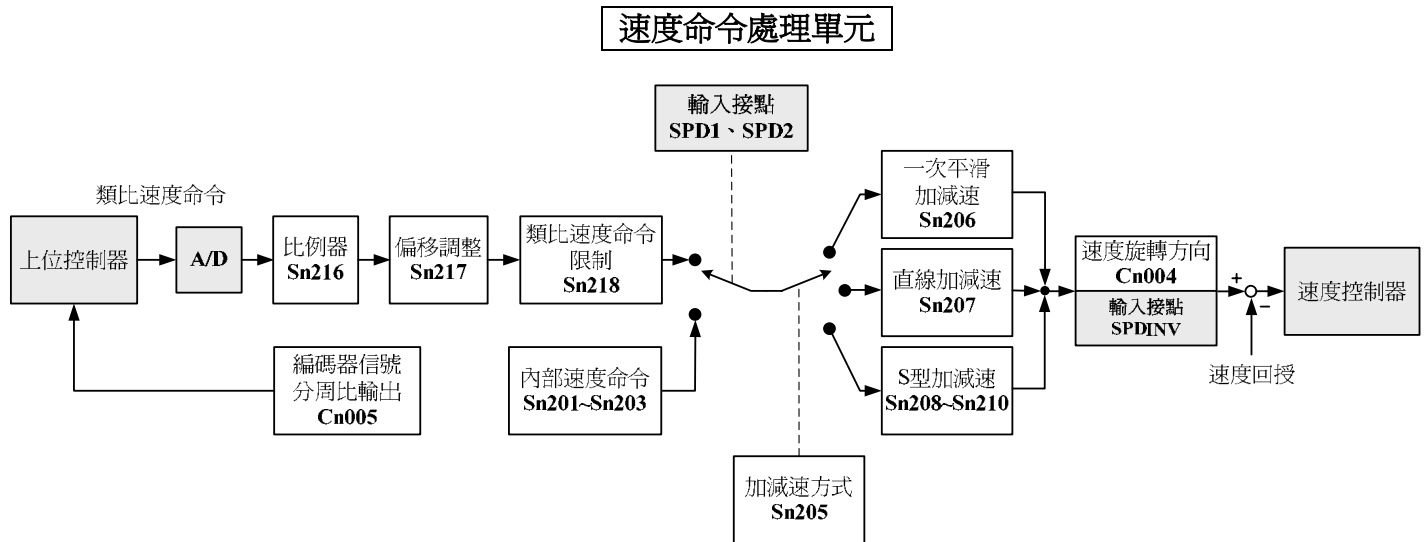 速度命令處理單元
輸入接點
SPD1、SPD2
類比速度命令
上位控制器
A/D
比例器
Sn216
偏移調整
Sn217
類比速度命令
限制
Sn218
一次平滑
加減速
Sn206
直線加減速
Sn207
S型加減速
Sn208~Sn210
速度旋轉方向
Cn004
輸入接點
SPDINV
+
−
速度控制器
速度回授
編碼器信號
分周比輸出
Cn005
內部速度命令
Sn201~Sn203
加減速方式
Sn205